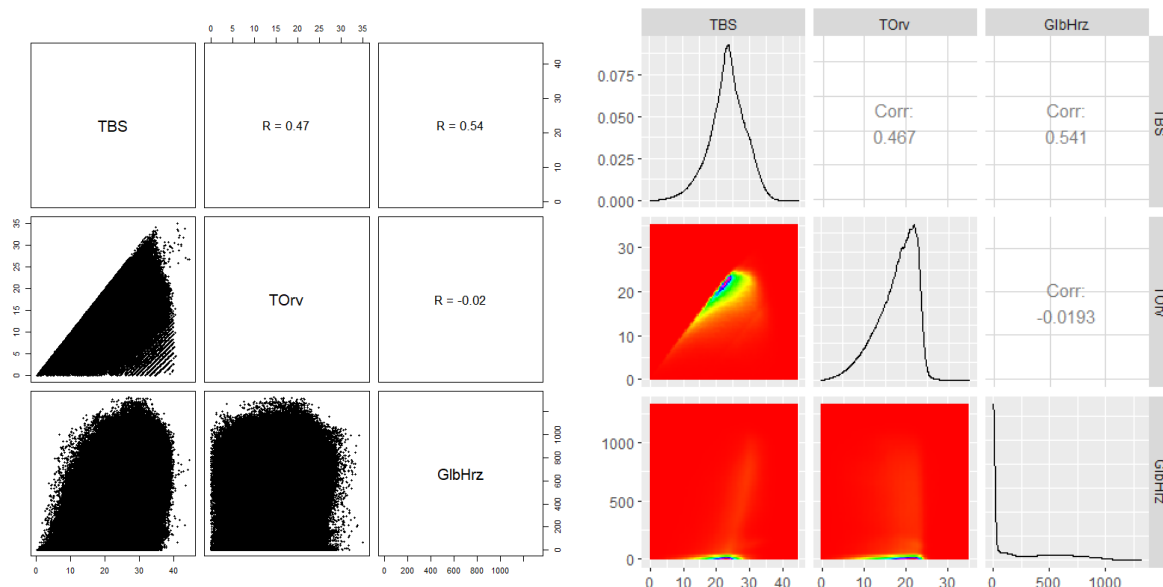 0 5 10 15 20 25 30 35
TBS
R = 0.47
R = 0.54
0 10 20 30 40
0 5 10 15 20 25 30 35
TOrv
R = -0.02
GlbHrz
0 200 400 600 800 1000
0 10 20 30 40
0 200 400 600 800 1000
TBS
TOrv
GlbHrz
0.075
0.050
0.025
0.000
Corr:
0.467
Corr:
0.541
TBS
30
20
10
0
Corr:
-0.0193
TOrv
1000
500
0
GlbHrz
0 10 20 30 40
0 10 20 30
0 500 1000